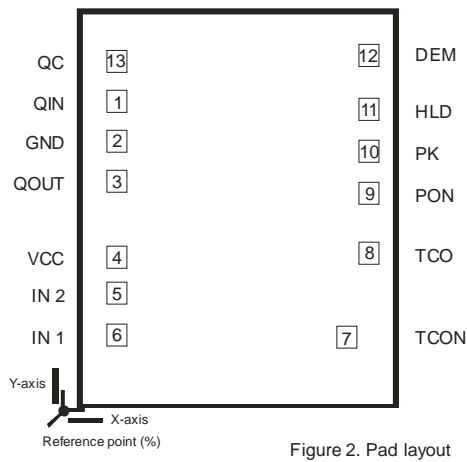 QC 13 12 DEM
QIN 1 11 HLD
GND 2 10 PK
QOUT 3 9 PON
VCC 4 8 TCO
IN 2 5
IN 1 6 7 TCON
Y-axis
X-axis
Reference point (%)
Figure 2. Pad layout